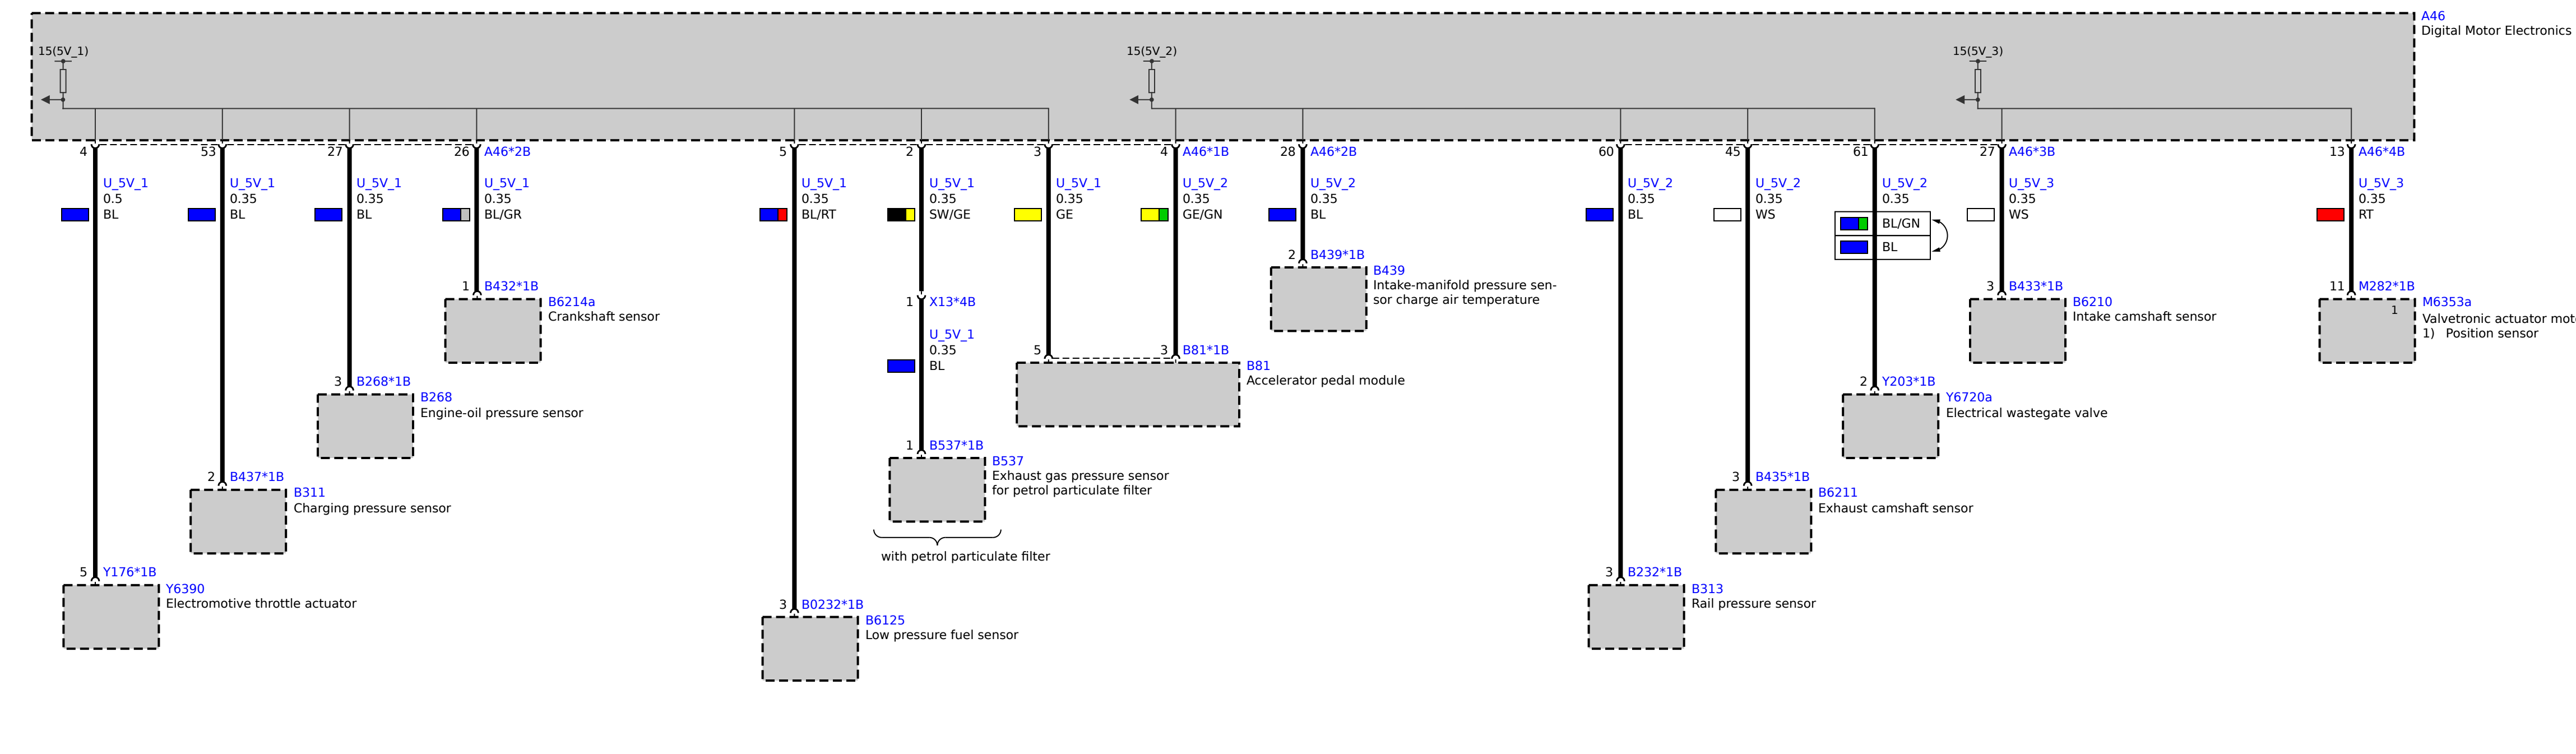 A46
Digital Motor Electronics
15(5V_1)
15(5V_2)
15(5V_3)
4
53
27
26 A46*2B
5
2
3
4 A46*1B
28 A46*2B
60
45
61
27 A46*3B
13 A46*4B
U_5V_1
0.5
BL
U_5V_1
0.35
BL
U_5V_1
0.35
BL
U_5V_1
0.35
BL/GR
U_5V_1
0.35
BL/RT
U_5V_1
0.35
SW/GE
U_5V_1
0.35
GE
U_5V_2
0.35
GE/GN
U_5V_2
0.35
BL
U_5V_2
0.35
BL
U_5V_2
0.35
WS
U_5V_2
0.35
BL/GN
BL
U_5V_3
0.35
WS
U_5V_3
0.35
RT
2 B439*1B
B439
Intake-manifold pressure sen-
sor charge air temperature
1 B432*1B
B6214a
Crankshaft sensor
1 X13*4B
U_5V_1
0.35
BL
3 B433*1B
B6210
Intake camshaft sensor
11 M282*1B
1
M6353a
1) Position sensor
Valvetronic actuator
5
3 B81*1B
B81
Accelerator pedal module
3 B268*1B
B268
Engine-oil pressure sensor
2 Y203*1B
Y6720a
Electrical wastegate valve
1 B537*1B
B537
Exhaust gas pressure sensor
for petrol particulate filter
with petrol particulate filter
2 B437*1B
B311
Charging pressure sensor
3 B435*1B
B6211
Exhaust camshaft sensor
5 Y176*1B
Y6390
Electromotive throttle actuator
3 B232*1B
B313
Rail pressure sensor
3 B0232*1B
B6125
Low pressure fuel sensor